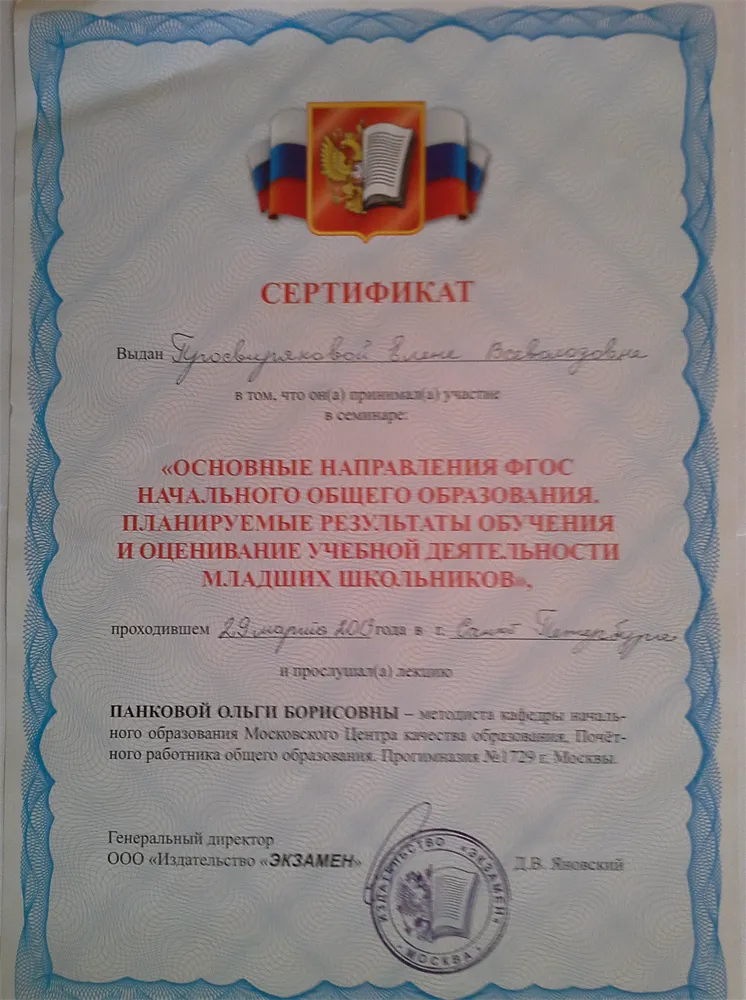 СЕРТИФИКАТ
Выдан Просвиряковой Елене Всеволодовне
в том, что он(а) принимал(а) участие
в семинаре:
«ОСНОВНЫЕ НАПРАВЛЕНИЯ ФГОС
НАЧАЛЬНОГО ОБЩЕГО ОБРАЗОВАНИЯ.
ПЛАНИРУЕМЫЕ РЕЗУЛЬТАТЫ ОБУЧЕНИЯ
И ОЦЕНИВАНИЕ УЧЕБНОЙ ДЕЯТЕЛЬНОСТИ
МЛАДШИХ ШКОЛЬНИКОВ»,
проходившем 29 марта года в г. Санкт Петербурге
и прослушал(а) лекцию
ПАНКОВОЙ ОЛЬГИ БОРИСОВНЫ – методиста кафедры началь-
ного образования Московского Центра качества образования, Почёт-
ного работника общего образования. Прогимназия №1729 г. Москвы.
Генеральный директор
ООО «Издательство «ЭКЗАМЕН»
Д.В. Яновский
ИЗДАТЕЛЬСТВО «ЭКЗАМЕН»
МОСКВА